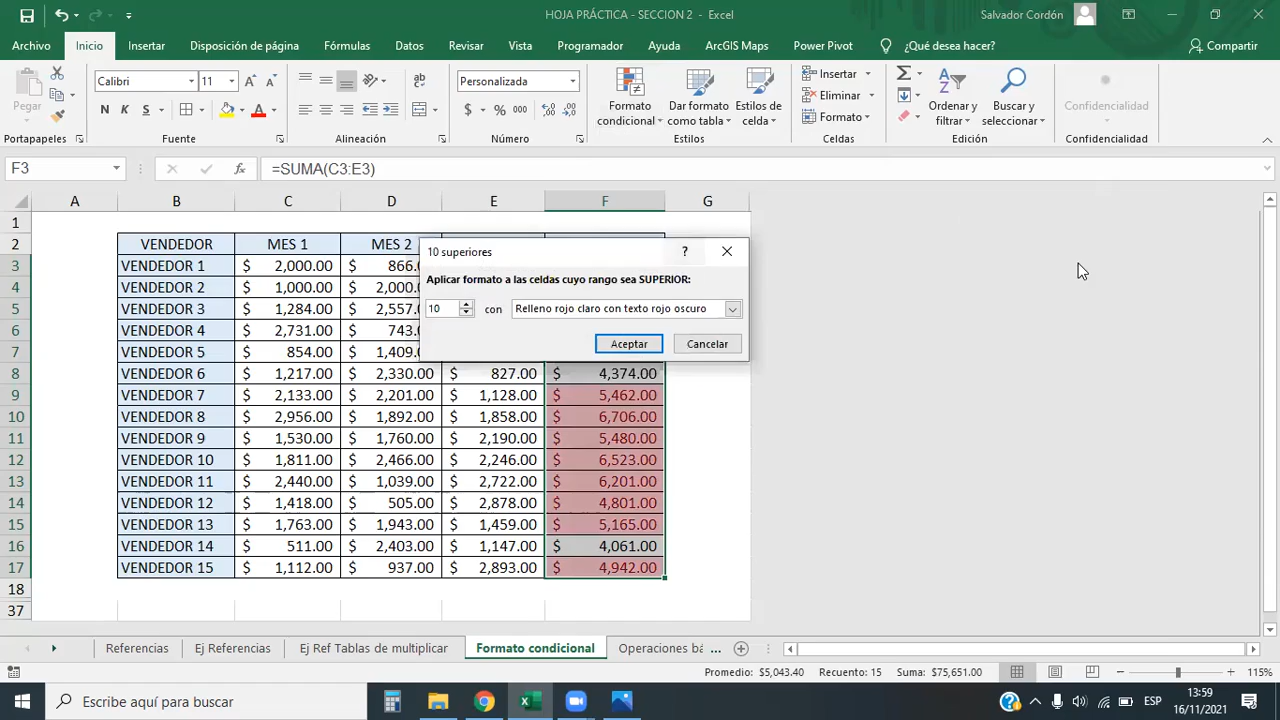 HOJA PRÁCTICA - SECCION 2 - Excel
Salvador Cordón
Archivo Inicio Insertar Disposición de página Fórmulas Datos Revisar Vista Programador Ayuda ArcGIS Maps Power Pivot ¿Qué desea hacer? Compartir
Pegar
Calibri 11
N K S
Personalizada
$ % 000
Formato condicional
Dar formato como tabla
Estilos de celda
Insertar
Eliminar
Formato
Ordenar y filtrar
Buscar y seleccionar
Confidencialidad
Portapapeles Fuente Alineación Número Estilos Celdas Edición Confidencialidad
F3 fx =SUMA(C3:E3)
A B C D E F G
1
2 VENDEDOR MES 1 MES 2
3 VENDEDOR 1 $ 2,000.00 $ 866.
4 VENDEDOR 2 $ 1,000.00 $ 2,000.
5 VENDEDOR 3 $ 1,284.00 $ 2,557.
6 VENDEDOR 4 $ 2,731.00 $ 743.
7 VENDEDOR 5 $ 854.00 $ 1,409.
8 VENDEDOR 6 $ 1,217.00 $ 2,330.00 $ 827.00 $ 4,374.00
9 VENDEDOR 7 $ 2,133.00 $ 2,201.00 $ 1,128.00 $ 5,462.00
10 VENDEDOR 8 $ 2,956.00 $ 1,892.00 $ 1,858.00 $ 6,706.00
11 VENDEDOR 9 $ 1,530.00 $ 1,760.00 $ 2,190.00 $ 5,480.00
12 VENDEDOR 10 $ 1,811.00 $ 2,466.00 $ 2,246.00 $ 6,523.00
13 VENDEDOR 11 $ 2,440.00 $ 1,039.00 $ 2,722.00 $ 6,201.00
14 VENDEDOR 12 $ 1,418.00 $ 505.00 $ 2,878.00 $ 4,801.00
15 VENDEDOR 13 $ 1,763.00 $ 1,943.00 $ 1,459.00 $ 5,165.00
16 VENDEDOR 14 $ 511.00 $ 2,403.00 $ 1,147.00 $ 4,061.00
17 VENDEDOR 15 $ 1,112.00 $ 937.00 $ 2,893.00 $ 4,942.00
18
37
10 superiores ?
Aplicar formato a las celdas cuyo rango sea SUPERIOR:
10 con Relleno rojo claro con texto rojo oscuro
Aceptar Cancelar
Referencias Ej Referencias Ej Ref Tablas de multiplicar Formato condicional Operaciones bá ...
Promedio: $5,043.40 Recuento: 15 Suma: $75,651.00 115%
Escribe aquí para buscar
ESP
13:59
16/11/2021